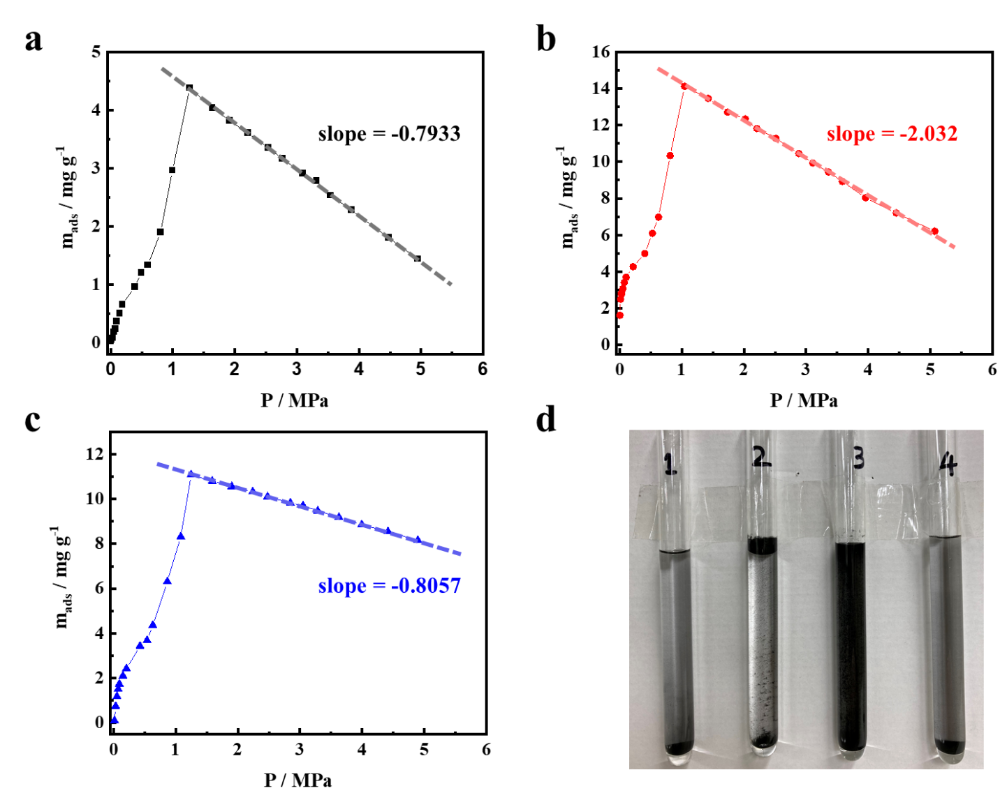 a
5
4
3
2
1
0
m_ads / mg g^-1
slope = -0.7933
0 1 2 3 4 5 6
P / MPa
b
16
14
12
10
8
6
4
2
0
m_ads / mg g^-1
slope = -2.032
0 1 2 3 4 5 6
P / MPa
c
12
10
8
6
4
2
0
m_ads / mg g^-1
slope = -0.8057
0 1 2 3 4 5 6
P / MPa
d
1 2 3 4